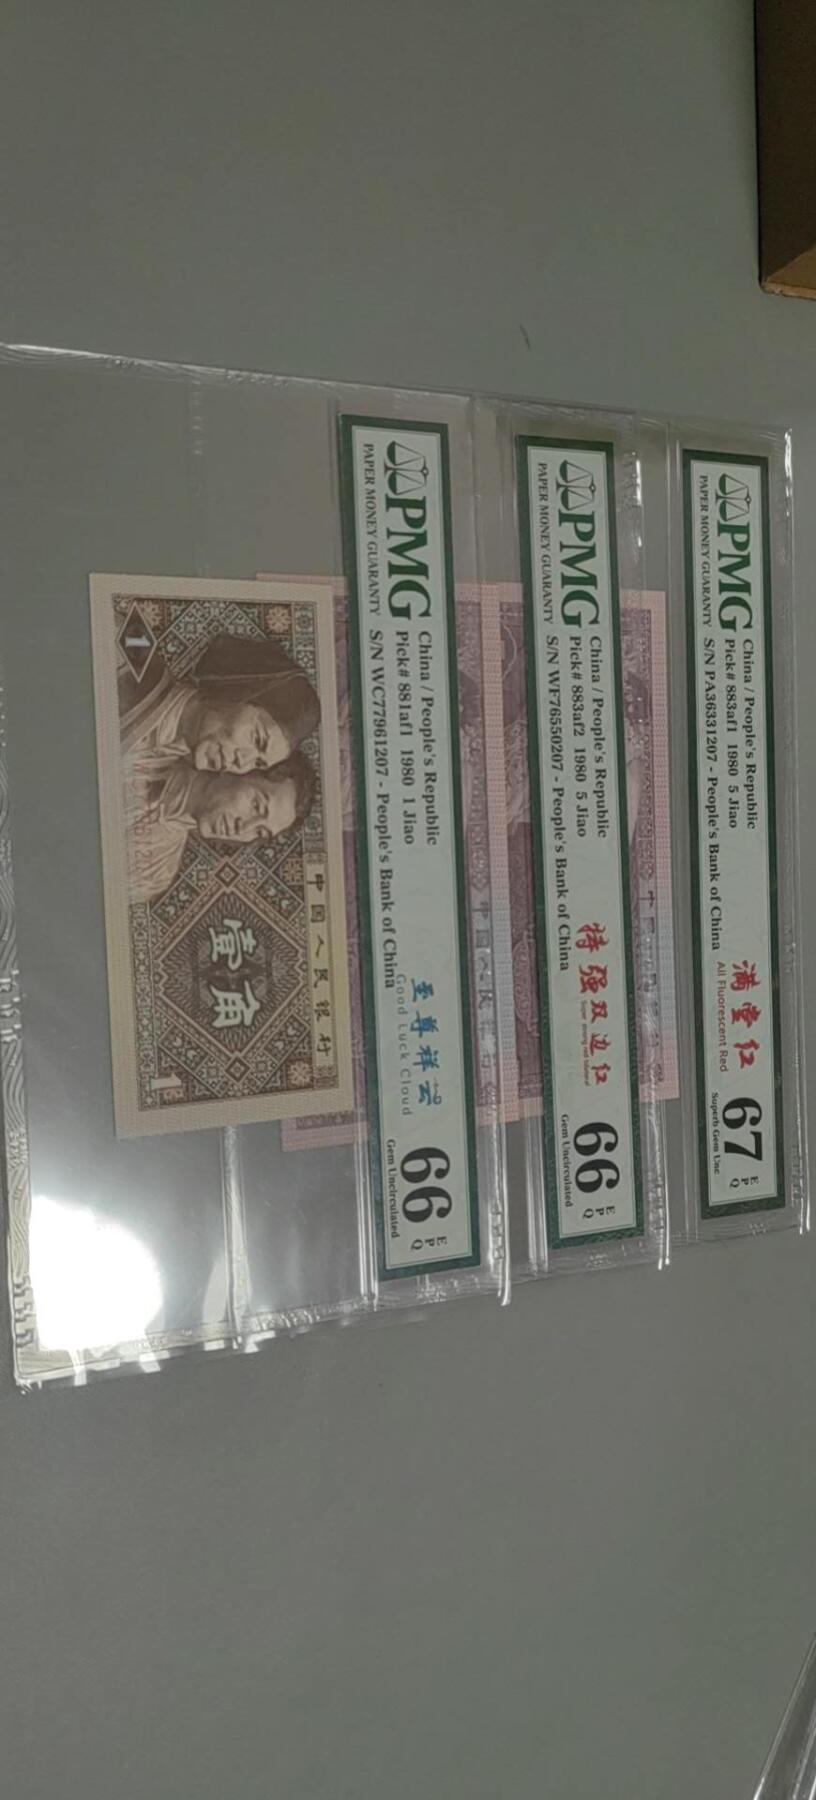 PMG
PAPER MONEY GUARANTY
China / People's Republic
Pick# 883af1 1980 5 Jiao
S/N PA36331207 - People's Bank of China
满堂红
All Fluorescent Red
67
EPQ
Superb Gem Unc
PMG
PAPER MONEY GUARANTY
China / People's Republic
Pick# 883af2 1980 5 Jiao
S/N WF76550207 - People's Bank of China
特强双边红
66
EPQ
Gem Uncirculated
PMG
PAPER MONEY GUARANTY
China / People's Republic
Pick# 881af1 1980 1 Jiao
S/N WC77961207 - People's Bank of China
至尊祥云
Good Luck Cloud
66
EPQ
Gem Uncirculated
中国人民银行
壹角
1
1